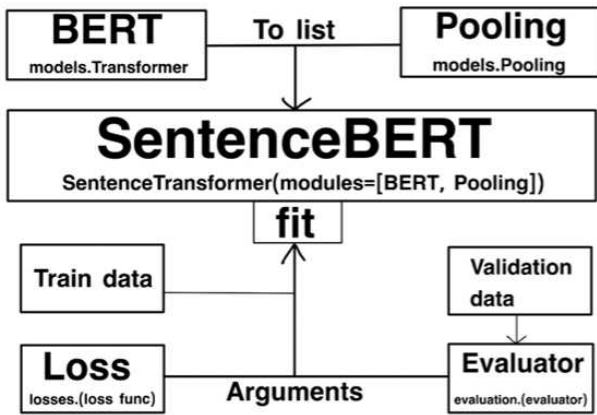 BERT
models.Transformer
To list
Pooling
models.Pooling
SentenceBERT
SentenceTransformer(modules=[BERT, Pooling])
fit
Train data
Validation
data
Loss
losses.(loss func)
Arguments
Evaluator
evaluation.(evaluator)